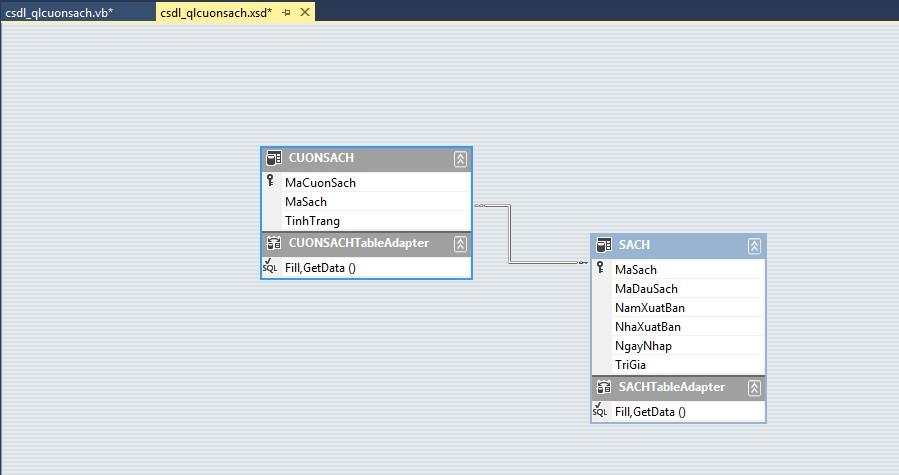 csdl_qlcuonsach.vb*
csdl_qlcuonsach.xsd*
CUONSACH
MaCuonSach
MaSach
TinhTrang
CUONSACHTableAdapter
SQL Fill,GetData ()
SACH
MaSach
MaDauSach
NamXuatBan
NhaXuatBan
NgayNhap
TriGia
SACHTableAdapter
SQL Fill,GetData ()